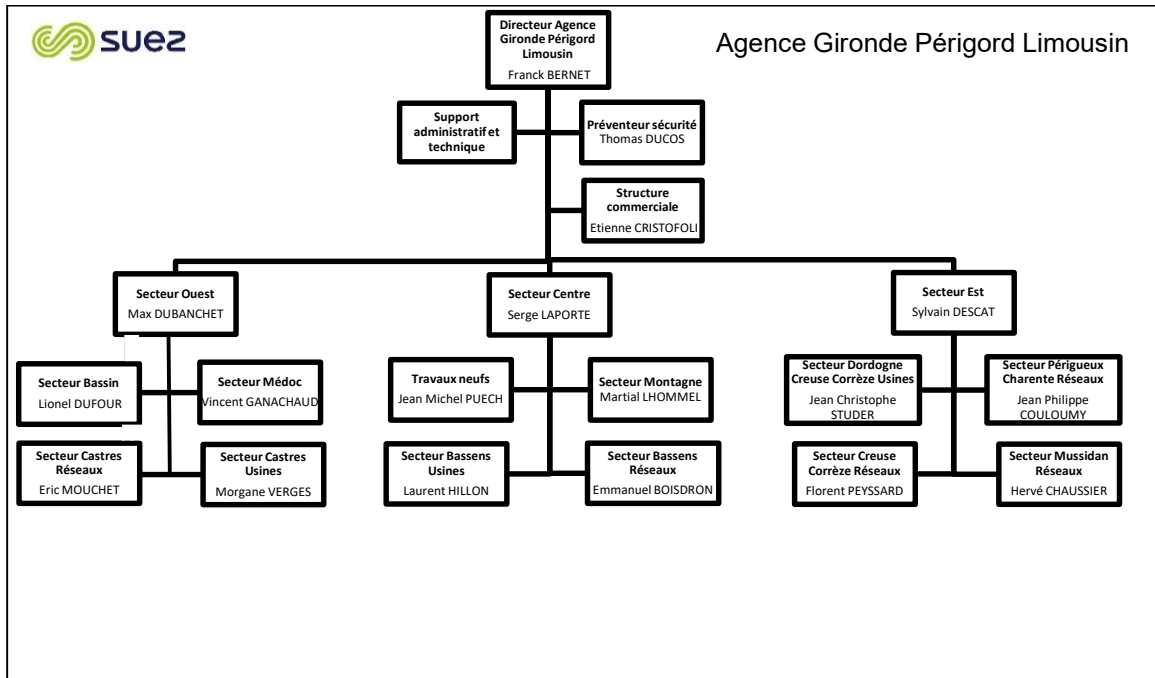 suez
Agence Gironde Périgord Limousin
Directeur Agence
Gironde Périgord
Limousin
Franck BERNET
Support
administratif et
technique
Préventeur sécurité
Thomas DUCOS
Structure
commerciale
Etienne CRISTOFOLI
Secteur Ouest
Max DUBANCHET
Secteur Bassin
Lionel DUFOUR
Secteur Médoc
Vincent GANACHAUD
Secteur Castres
Réseaux
Eric MOUCHET
Secteur Castres
Usines
Morgane VERGES
Secteur Centre
Serge LAPORTE
Travaux neufs
Jean Michel PUECH
Secteur Montagne
Martial LHOMMEL
Secteur Bassens
Usines
Laurent HILLON
Secteur Bassens
Réseaux
Emmanuel BOISDRON
Secteur Est
Sylvain DESCAT
Secteur Dordogne
Creuse Corrèze Usines
Jean Christophe
STUDER
Secteur Périgueux
Charente Réseaux
Jean Philippe
COULOUMY
Secteur Creuse
Corrèze Réseaux
Florent PEYSSARD
Secteur Mussidan
Réseaux
Hervé CHAUSSIER